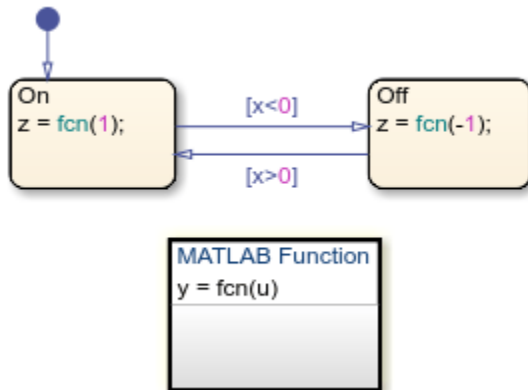 On
z = fcn(1);
[x<0]
Off
z = fcn(-1);
[x>0]
MATLAB Function
y = fcn(u)